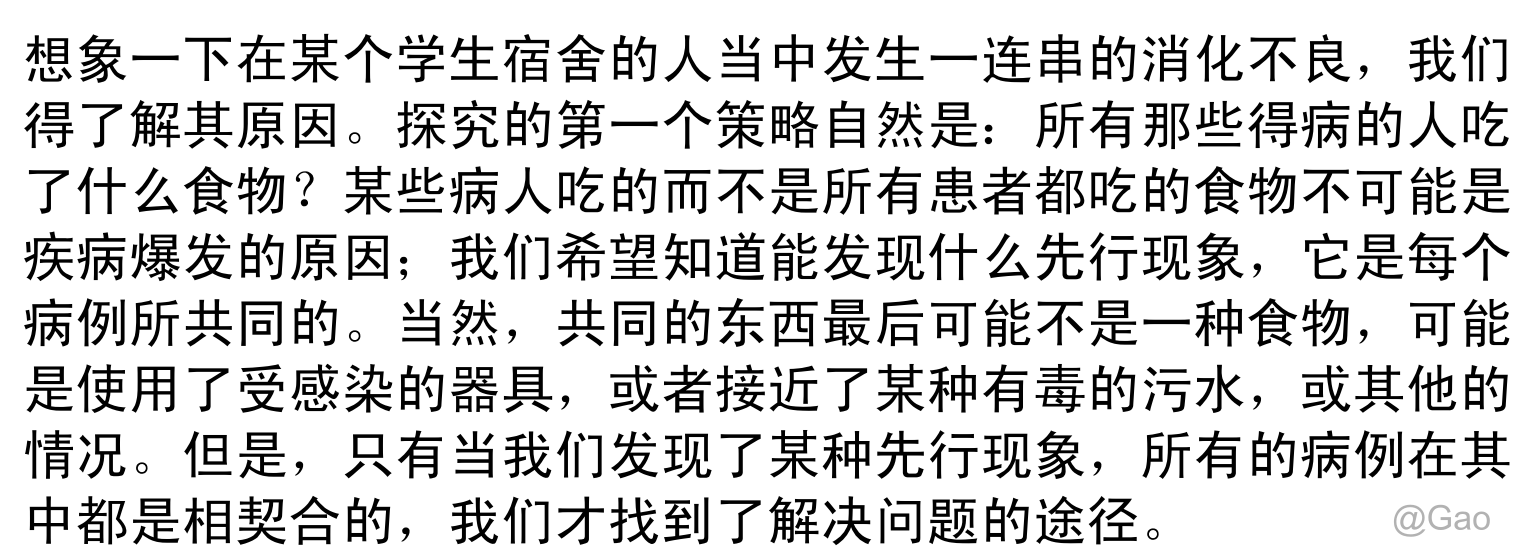 想象一下在某个学生宿舍的人当中发生一连串的消化不良，我们
得了解其原因。探究的第一个策略自然是：所有那些得病的人吃
了什么食物？某些病人吃的而不是所有患者都吃的食物不可能是
疾病爆发的原因；我们希望知道能发现什么先行现象，它是每个
病例所共同的。当然，共同的东西最后可能不是一种食物，可能
是使用了受感染的器具，或者接近了某种有毒的污水，或其他的
情况。但是，只有当我们发现了某种先行现象，所有的病例在其
中都是相契合的，我们才找到了解决问题的途径。
@Gao